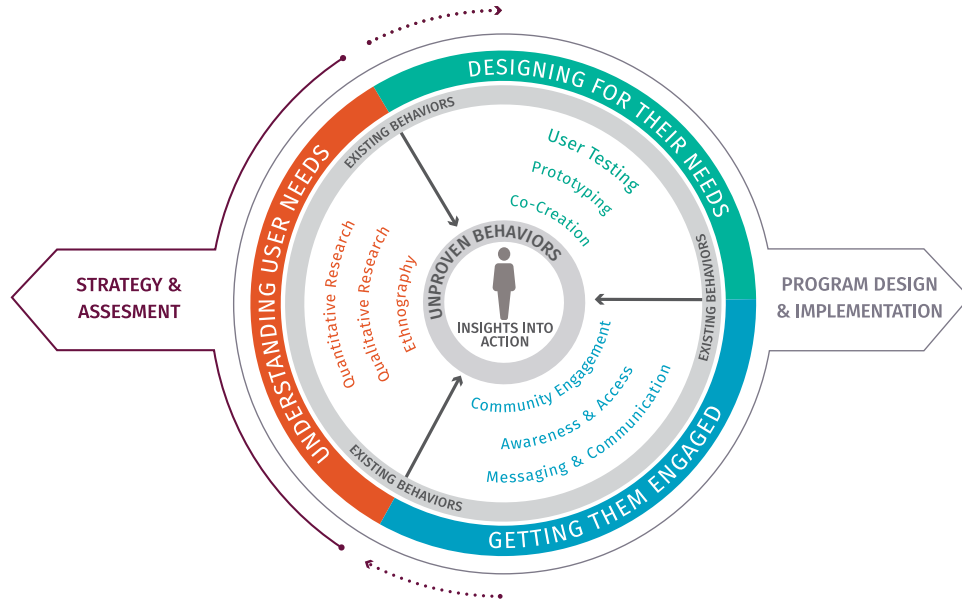 DESIGNING FOR THEIR NEEDS
EXISTING BEHAVIORS
User Testing
Prototyping
Co-Creation
UNDERSTANDING USER NEEDS
Quantitative Research
Qualitative Research
Ethnography
UNPROVEN BEHAVIORS
INSIGHTS INTO
ACTION
EXISTING BEHAVIORS
STRATEGY &
ASSESMENT
PROGRAM DESIGN
& IMPLEMENTATION
Community Engagement
Awareness & Access
Messaging & Communication
EXISTING BEHAVIORS
GETTING THEM ENGAGED